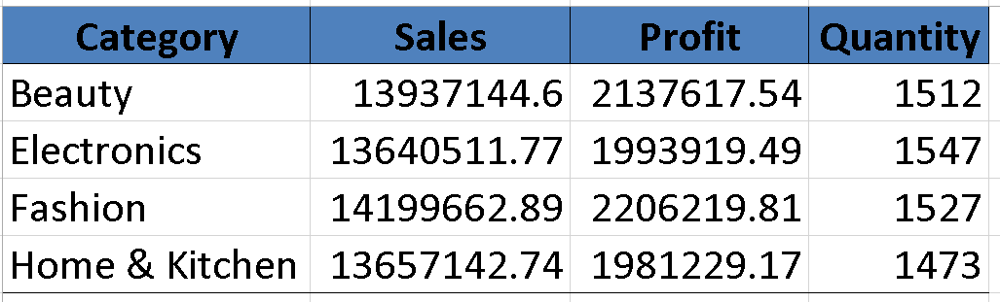 Category Sales Profit Quantity
Beauty 13937144.6 2137617.54 1512
Electronics 13640511.77 1993919.49 1547
Fashion 14199662.89 2206219.81 1527
Home & Kitchen 13657142.74 1981229.17 1473